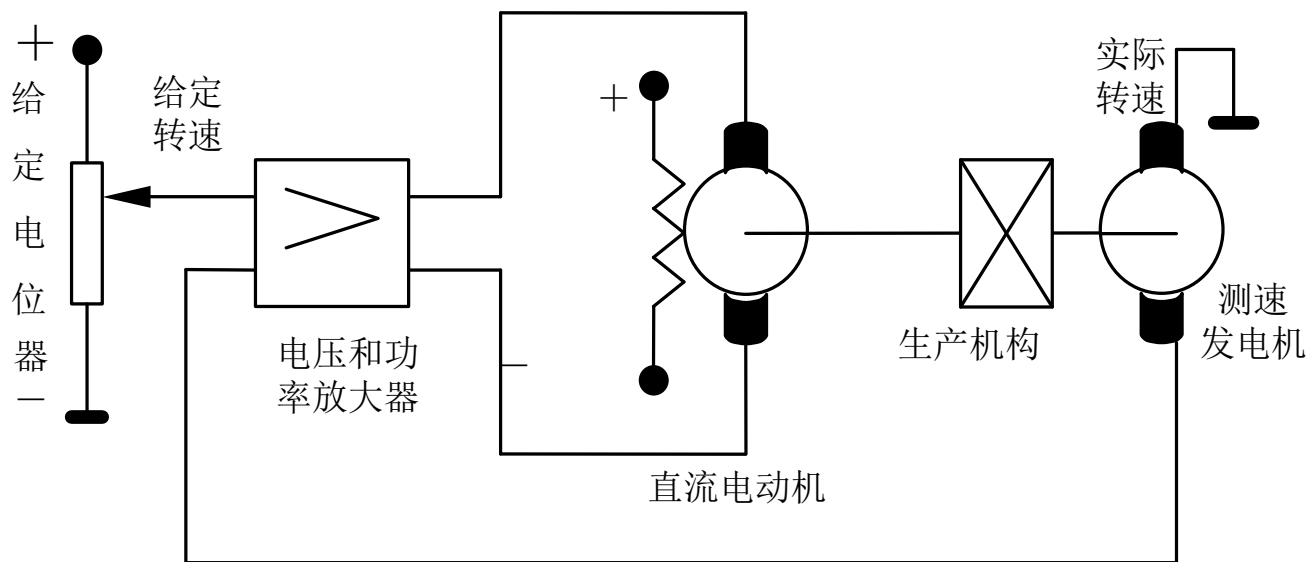 +
给
定
电
位
器
−
给定
转速
电压和功
率放大器
+
−
直流电动机
生产机构
实际
转速
测速
发电机